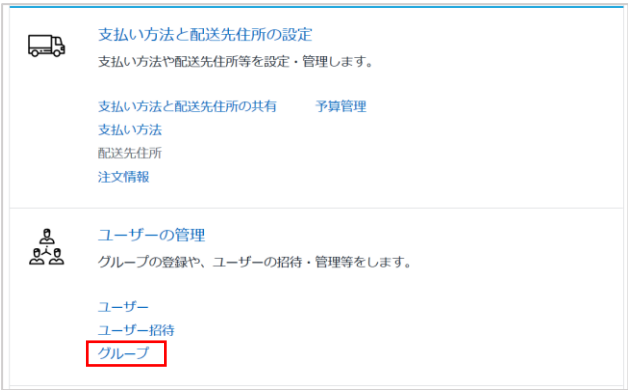 支払い方法と配送先住所の設定
支払い方法や配送先住所等を設定・管理します。
支払い方法と配送先住所の共有 予算管理
支払い方法
配送先住所
注文情報
ユーザーの管理
グループの登録や、ユーザーの招待・管理等をします。
ユーザー
ユーザー招待
グループ